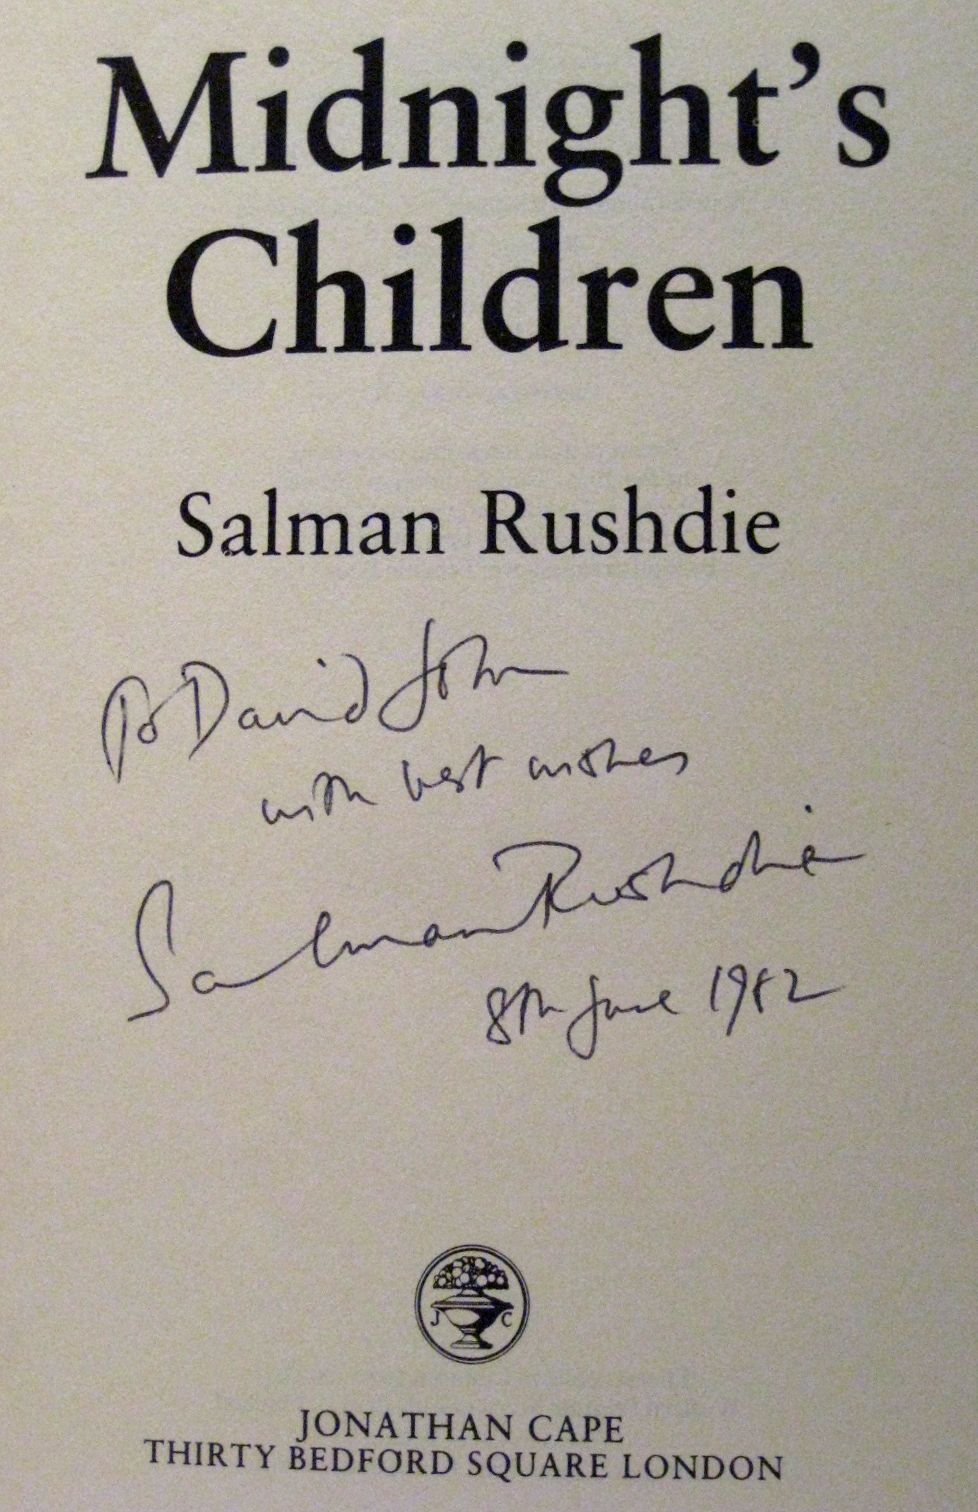 Midnight's
Children
Salman Rushdie
To David John
with best wishes
Salman Rushdie
8th June 1982
J C
JONATHAN CAPE
THIRTY BEDFORD SQUARE LONDON